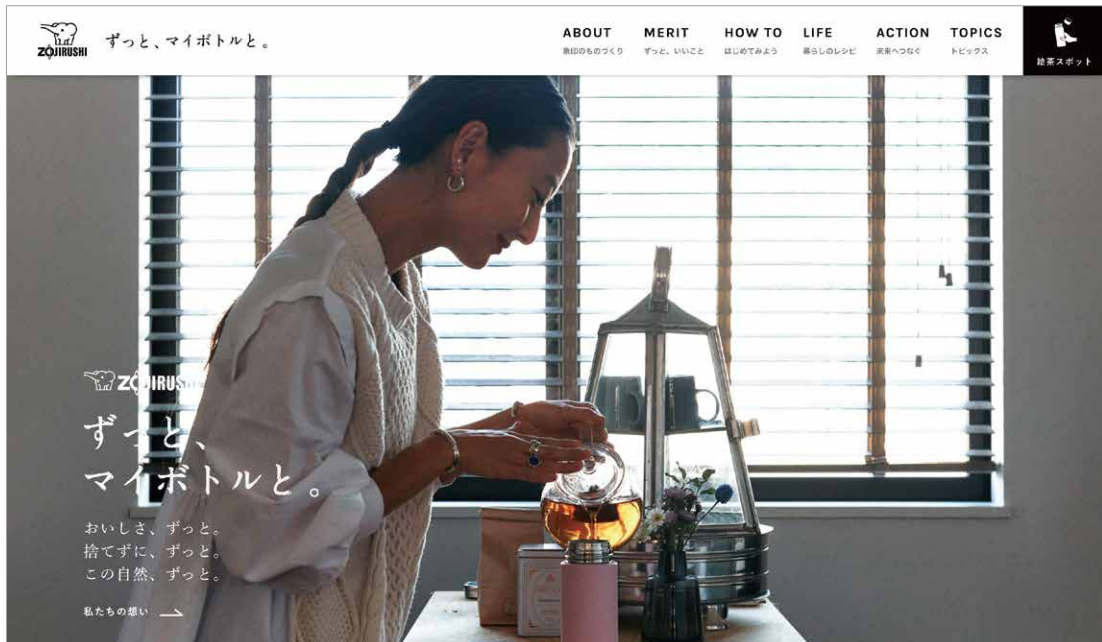 ZOJIRUSHI
ずっと、マイボトルと。
ABOUT
象印のものづくり
MERIT
ずっと、いいこと
HOW TO
はじめてみよう
LIFE
暮らしのレシピ
ACTION
未来へつなぐ
TOPICS
トピックス
給茶スポット
ZOJIRUS
ずっと、
マイボトルと。
おいしさ、ずっと。
捨てずに、ずっと。
この自然、ずっと。
私たちの想い